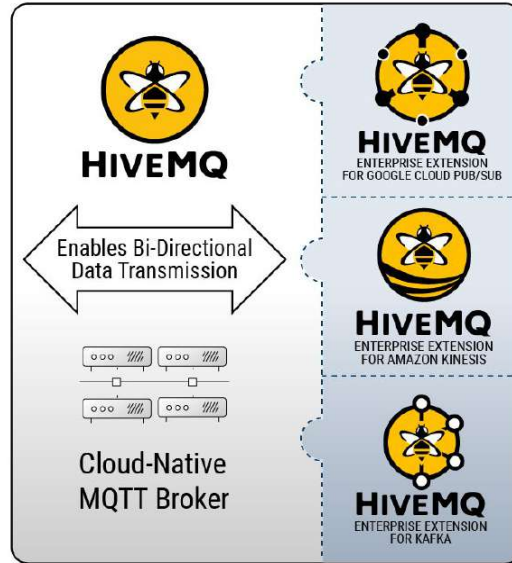 HIVEMQ
Enables Bi-Directional
Data Transmission
Cloud-Native
MQTT Broker
HIVEMQ
ENTERPRISE EXTENSION
FOR GOOGLE CLOUD PUB/SUB
HIVEMQ
ENTERPRISE EXTENSION
FOR AMAZON KINESIS
HIVEMQ
ENTERPRISE EXTENSION
FOR KAFKA